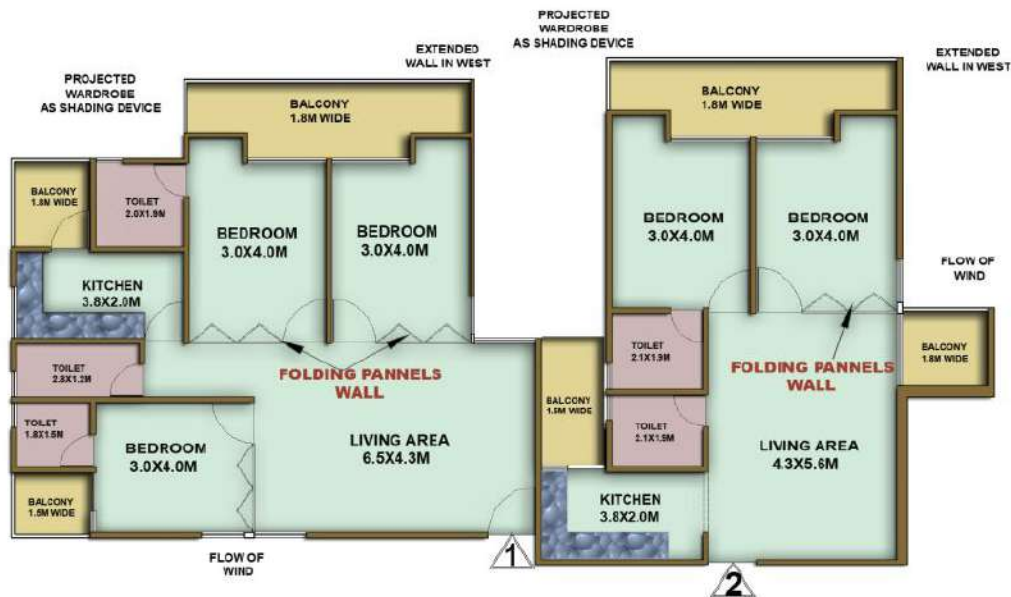 PROJECTED
WARDROBE
AS SHADING DEVICE
EXTENDED
WALL IN WEST
PROJECTED
WARDROBE
AS SHADING DEVICE
EXTENDED
WALL IN WEST
BALCONY
1.8M WIDE
BALCONY
1.8M WIDE
BALCONY
1.8M WIDE
TOILET
2.0X1.9M
BEDROOM
3.0X4.0M
BEDROOM
3.0X4.0M
BEDROOM
3.0X4.0M
BEDROOM
3.0X4.0M
KITCHEN
3.8X2.0M
FLOW OF
WIND
TOILET
2.8X1.2M
FOLDING PANNELS
WALL
BALCONY
1.5M WIDE
TOILET
2.1X1.9M
FOLDING PANNELS
WALL
BALCONY
1.8M WIDE
TOILET
1.8X1.5M
BEDROOM
3.0X4.0M
LIVING AREA
6.5X4.3M
TOILET
2.1X1.9M
LIVING AREA
4.3X5.6M
BALCONY
1.5M WIDE
KITCHEN
3.8X2.0M
FLOW OF
WIND
1
2